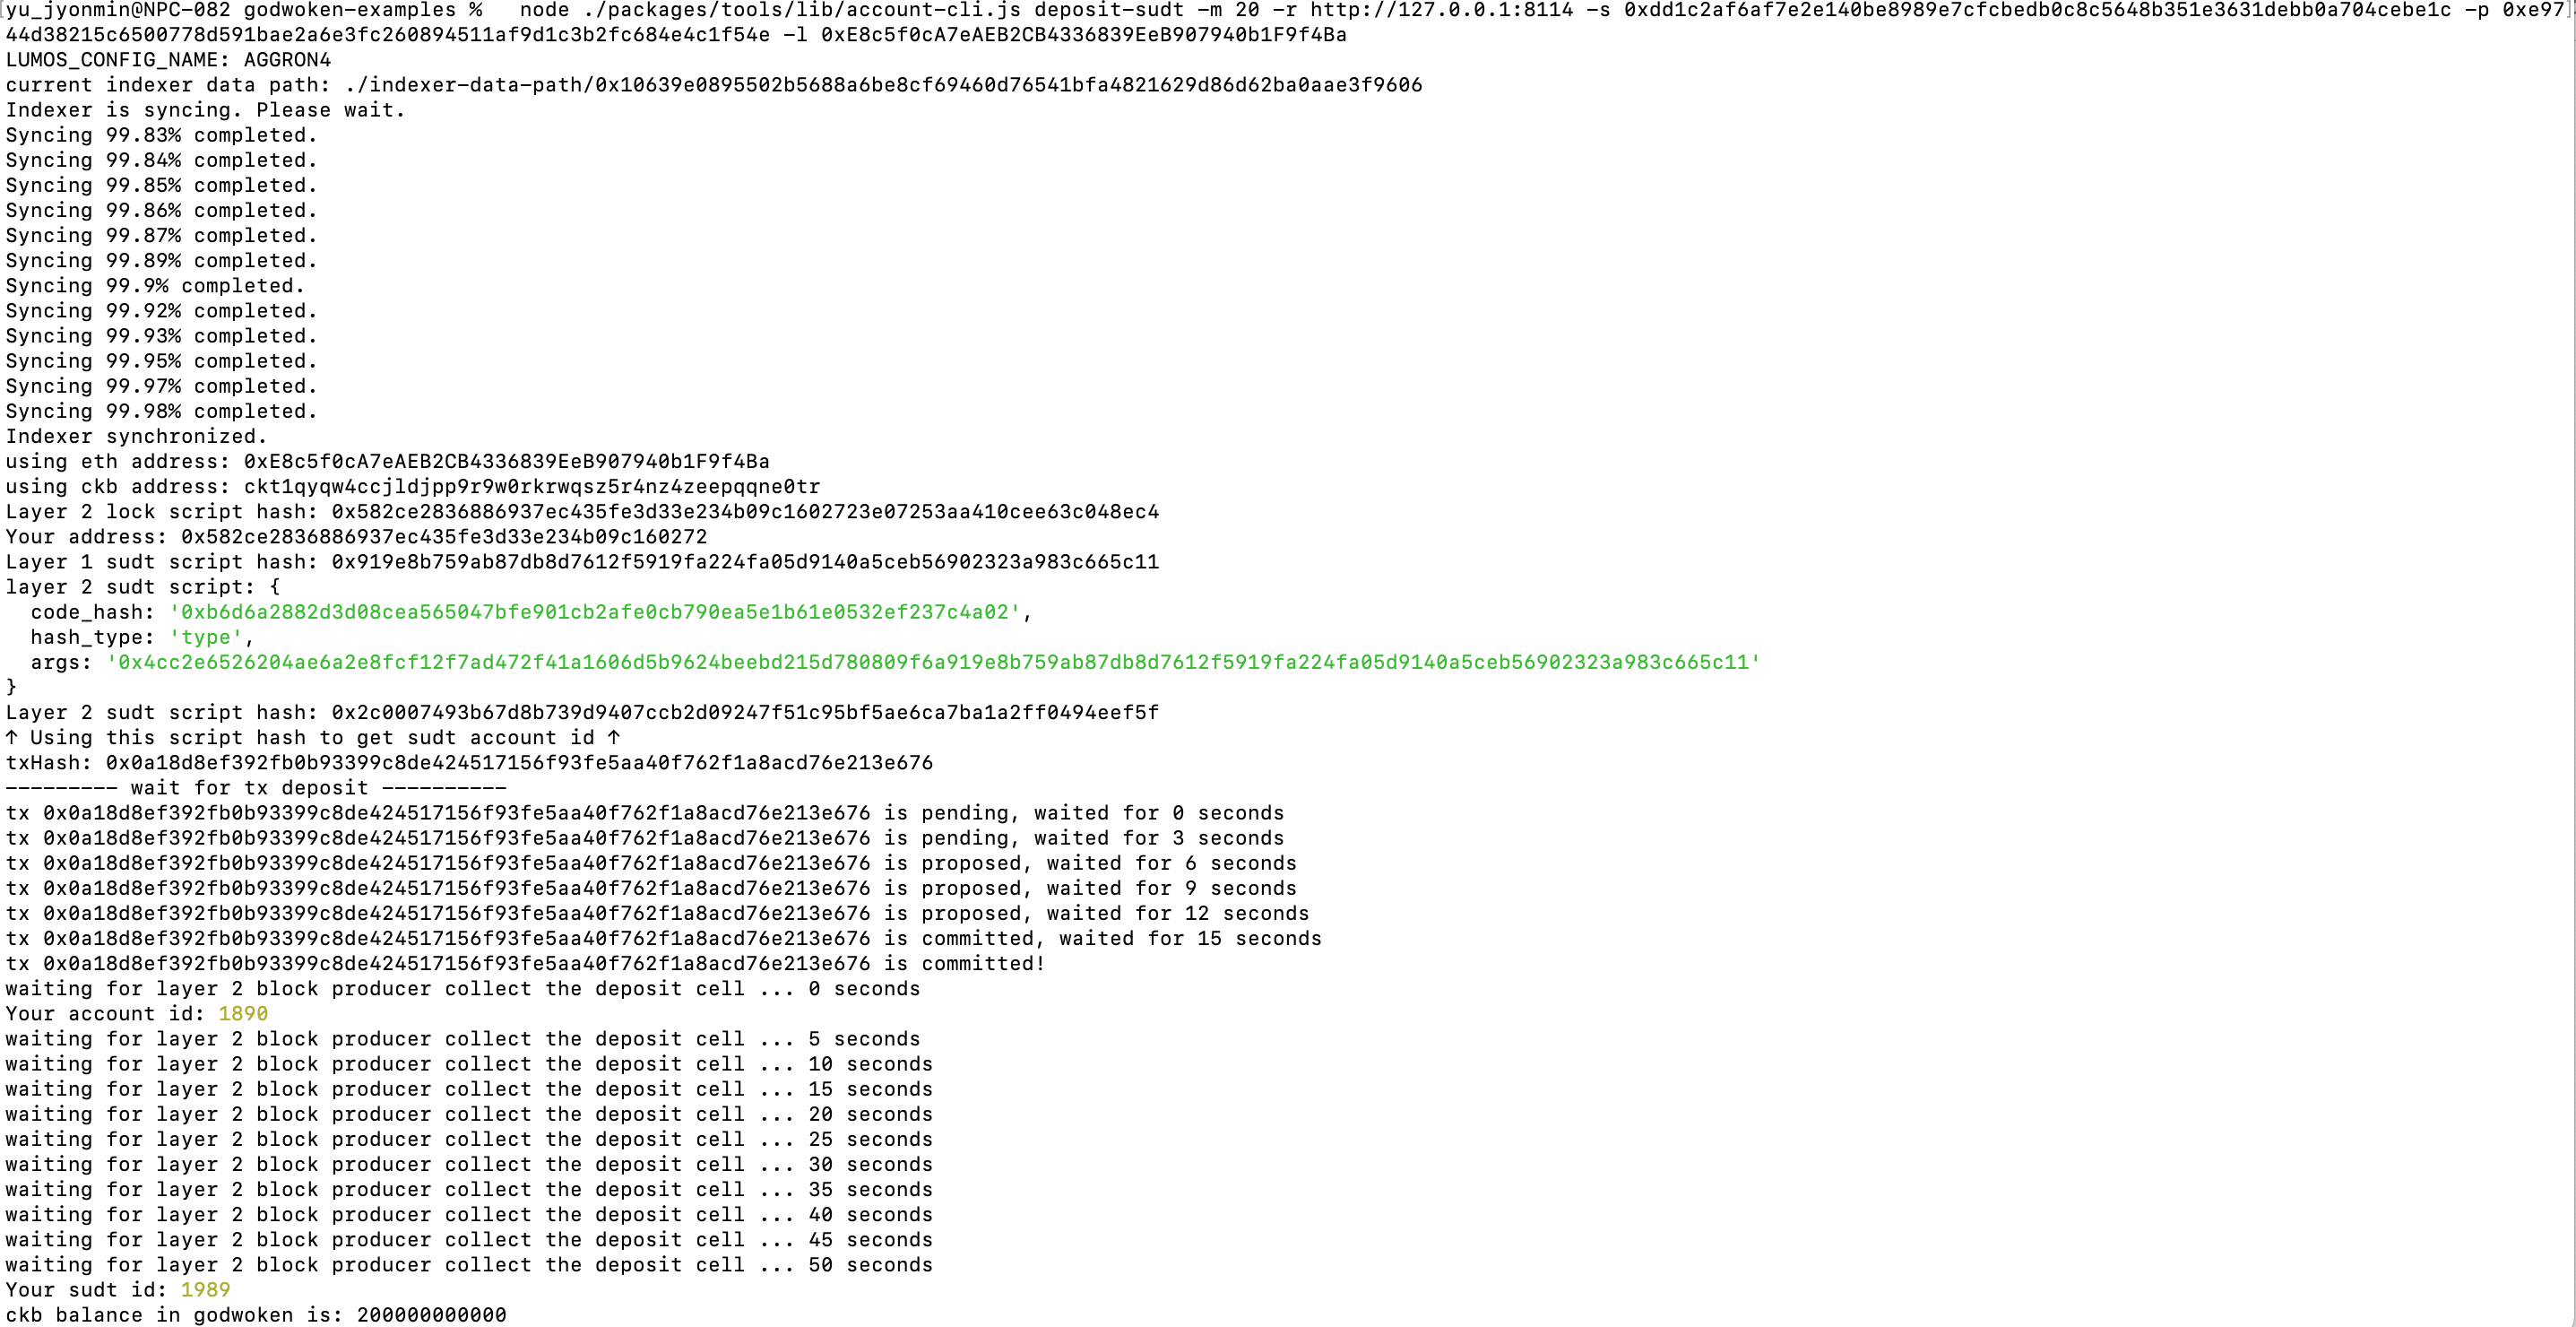 yu_jyonmin@NPC-082 godwoken-examples %   node ./packages/tools/lib/account-cli.js deposit-sudt -m 20 -r http://127.0.0.1:8114 -s 0xdd1c2af6af7e2e140be8989e7cfcbedb0c8c5648b351e3631debb0a704cebe1c -p 0xe97
44d38215c6500778d591bae2a6e3fc260894511af9d1c3b2fc684e4c1f54e -l 0xE8c5f0cA7eAEB2CB4336839EeB907940b1F9f4Ba
LUMOS_CONFIG_NAME: AGGRON4
current indexer data path: ./indexer-data-path/0x10639e0895502b5688a6be8cf69460d76541bfa4821629d86d62ba0aae3f9606
Indexer is syncing. Please wait.
Syncing 99.83% completed.
Syncing 99.84% completed.
Syncing 99.85% completed.
Syncing 99.86% completed.
Syncing 99.87% completed.
Syncing 99.89% completed.
Syncing 99.9% completed.
Syncing 99.92% completed.
Syncing 99.93% completed.
Syncing 99.95% completed.
Syncing 99.97% completed.
Syncing 99.98% completed.
Indexer synchronized.
using eth address: 0xE8c5f0cA7eAEB2CB4336839EeB907940b1F9f4Ba
using ckb address: ckt1qyqw4ccjldjpp9r9w0rkrwqsz5r4nz4zeepqqne0tr
Layer 2 lock script hash: 0x582ce2836886937ec435fe3d33e234b09c1602723e07253aa410cee63c048ec4
Your address: 0x582ce2836886937ec435fe3d33e234b09c160272
Layer 1 sudt script hash: 0x919e8b759ab87db8d7612f5919fa224fa05d9140a5ceb56902323a983c665c11
layer 2 sudt script: {
  code_hash: '0xb6d6a2882d3d08cea565047bfe901cb2afe0cb790ea5e1b61e0532ef237c4a02',
  hash_type: 'type',
  args: '0x4cc2e6526204ae6a2e8fcf12f7ad472f41a1606d5b9624beebd215d780809f6a919e8b759ab87db8d7612f5919fa224fa05d9140a5ceb56902323a983c665c11'
}
Layer 2 sudt script hash: 0x2c0007493b67d8b739d9407ccb2d09247f51c95bf5ae6ca7ba1a2ff0494eef5f
↑ Using this script hash to get sudt account id ↑
txHash: 0x0a18d8ef392fb0b93399c8de424517156f93fe5aa40f762f1a8acd76e213e676
--------- wait for tx deposit ----------
tx 0x0a18d8ef392fb0b93399c8de424517156f93fe5aa40f762f1a8acd76e213e676 is pending, waited for 0 seconds
tx 0x0a18d8ef392fb0b93399c8de424517156f93fe5aa40f762f1a8acd76e213e676 is pending, waited for 3 seconds
tx 0x0a18d8ef392fb0b93399c8de424517156f93fe5aa40f762f1a8acd76e213e676 is proposed, waited for 6 seconds
tx 0x0a18d8ef392fb0b93399c8de424517156f93fe5aa40f762f1a8acd76e213e676 is proposed, waited for 9 seconds
tx 0x0a18d8ef392fb0b93399c8de424517156f93fe5aa40f762f1a8acd76e213e676 is proposed, waited for 12 seconds
tx 0x0a18d8ef392fb0b93399c8de424517156f93fe5aa40f762f1a8acd76e213e676 is committed, waited for 15 seconds
tx 0x0a18d8ef392fb0b93399c8de424517156f93fe5aa40f762f1a8acd76e213e676 is committed!
waiting for layer 2 block producer collect the deposit cell ... 0 seconds
Your account id: 1890
waiting for layer 2 block producer collect the deposit cell ... 5 seconds
waiting for layer 2 block producer collect the deposit cell ... 10 seconds
waiting for layer 2 block producer collect the deposit cell ... 15 seconds
waiting for layer 2 block producer collect the deposit cell ... 20 seconds
waiting for layer 2 block producer collect the deposit cell ... 25 seconds
waiting for layer 2 block producer collect the deposit cell ... 30 seconds
waiting for layer 2 block producer collect the deposit cell ... 35 seconds
waiting for layer 2 block producer collect the deposit cell ... 40 seconds
waiting for layer 2 block producer collect the deposit cell ... 45 seconds
waiting for layer 2 block producer collect the deposit cell ... 50 seconds
Your sudt id: 1989
ckb balance in godwoken is: 200000000000